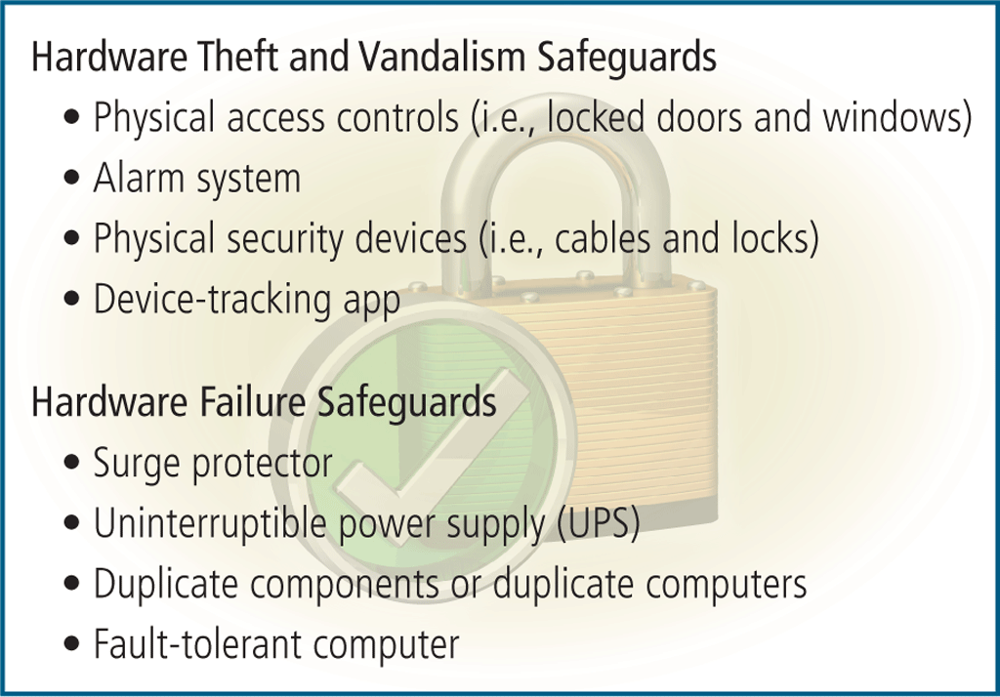 Hardware Theft and Vandalism Safeguards
• Physical access controls (i.e., locked doors and windows)
• Alarm system
• Physical security devices (i.e., cables and locks)
• Device-tracking app
Hardware Failure Safeguards
• Surge protector
• Uninterruptible power supply (UPS)
• Duplicate components or duplicate computers
• Fault-tolerant computer